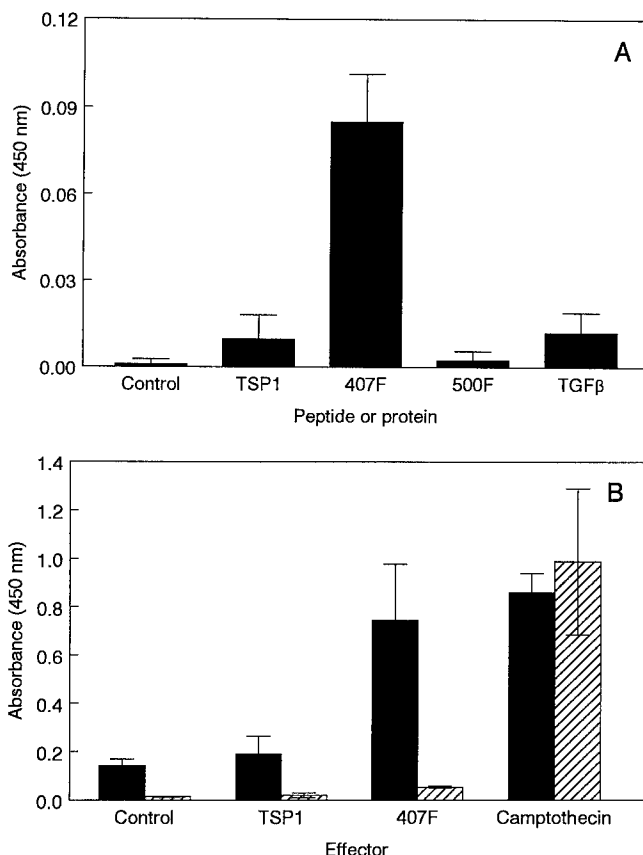 A
0.12
0.09
0.06
0.03
0.00
Absorbance (450 nm)
Control TSP1 407F 500F TGFβ
Peptide or protein
B
1.4
1.2
1.0
0.8
0.6
0.4
0.2
0.0
Absorbance (450 nm)
Control TSP1 407F Camptothecin
Effector